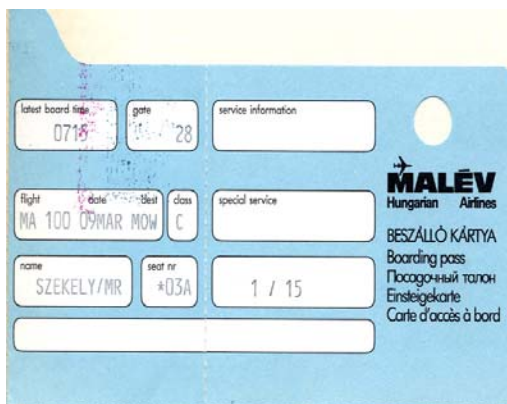 latest board time
0715
gate
28
service information
flight date dest class
MA 100 09MAR MOW C
special service
name
SZEKELY/MR
seat nr
*03A
1 / 15
MALÉV
Hungarian Airlines
BESZÁLLÓ KÁRTYA
Boarding pass
Посадочный талон
Einsteigekarte
Carte d'accès à bord